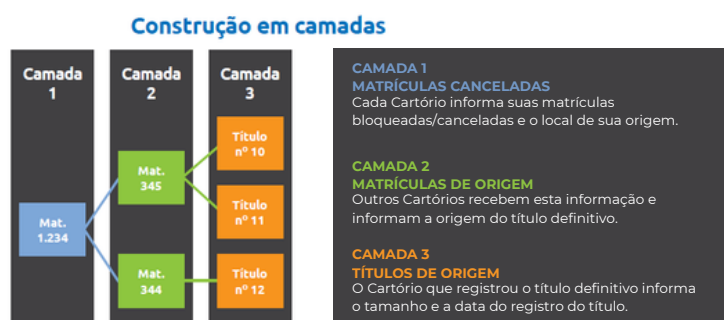 Construção em camadas
Camada
1
Camada
2
Camada
3
Mat.
1.234
Mat.
345
Mat.
344
Título
nº 10
Título
nº 11
Título
nº 12
CAMADA 1
MATRÍCULAS CANCELADAS
Cada Cartório informa suas matrículas
bloqueadas/canceladas e o local de sua origem.
CAMADA 2
MATRÍCULAS DE ORIGEM
Outros Cartórios recebem esta informação e
informam a origem do título definitivo.
CAMADA 3
TÍTULOS DE ORIGEM
O Cartório que registrou o título definitivo informa
o tamanho e a data do registro do título.